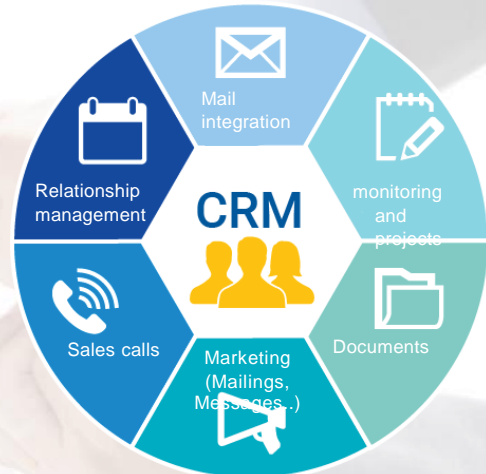 Mail
integration
monitoring
and
projects
Relationship
management
CRM
Sales calls
Marketing
(Mailings,
Messages..)
Documents